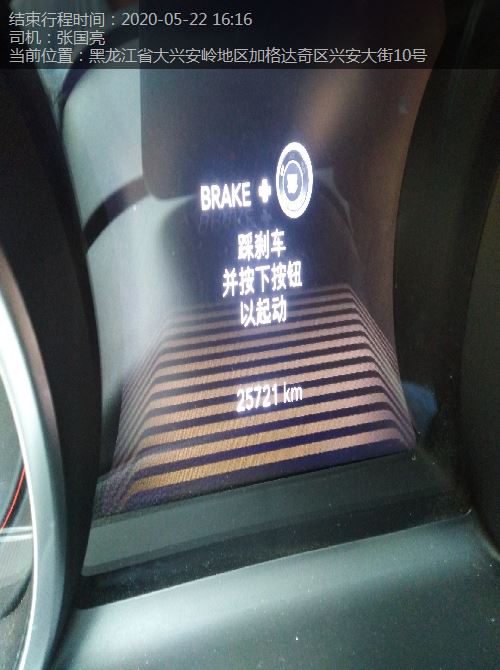 结束行程时间：2020-05-22 16:16
司机：张国亮
当前位置：黑龙江省大兴安岭地区加格达奇区兴安大街10号
BRAKE +
踩刹车
并按下按钮
以起动
25721 km